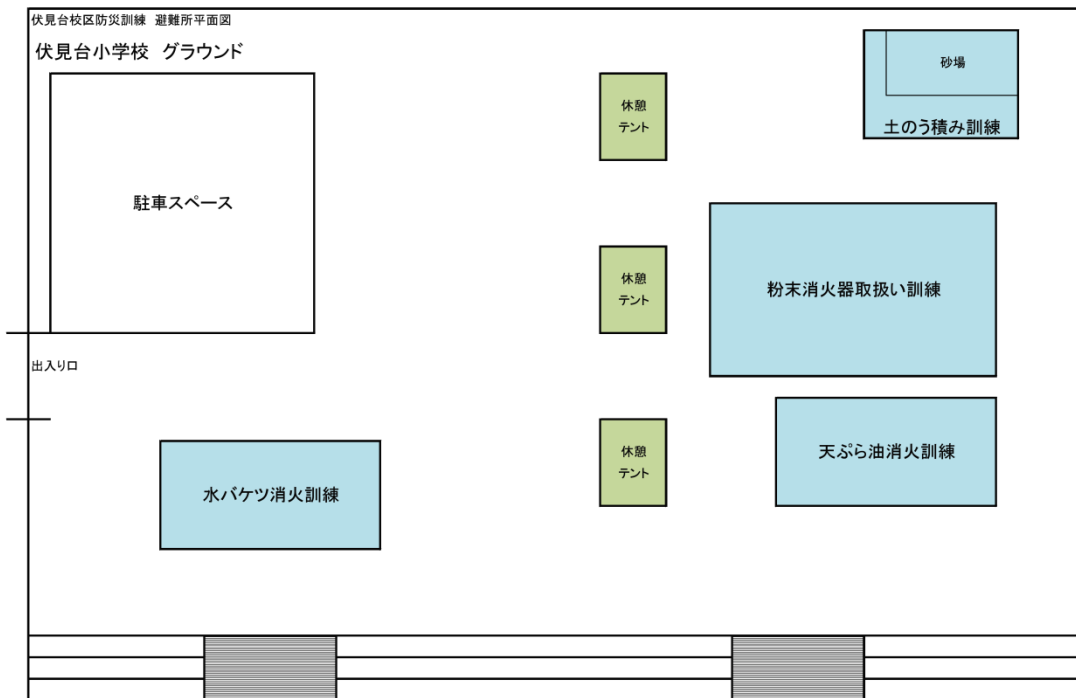 伏見台校区防災訓練 避難所平面図
伏見台小学校 グラウンド
砂場
土のう積み訓練
休憩
テント
駐車スペース
休憩
テント
粉末消火器取扱い訓練
出入り口
休憩
テント
天ぷら油消火訓練
水バケツ消火訓練